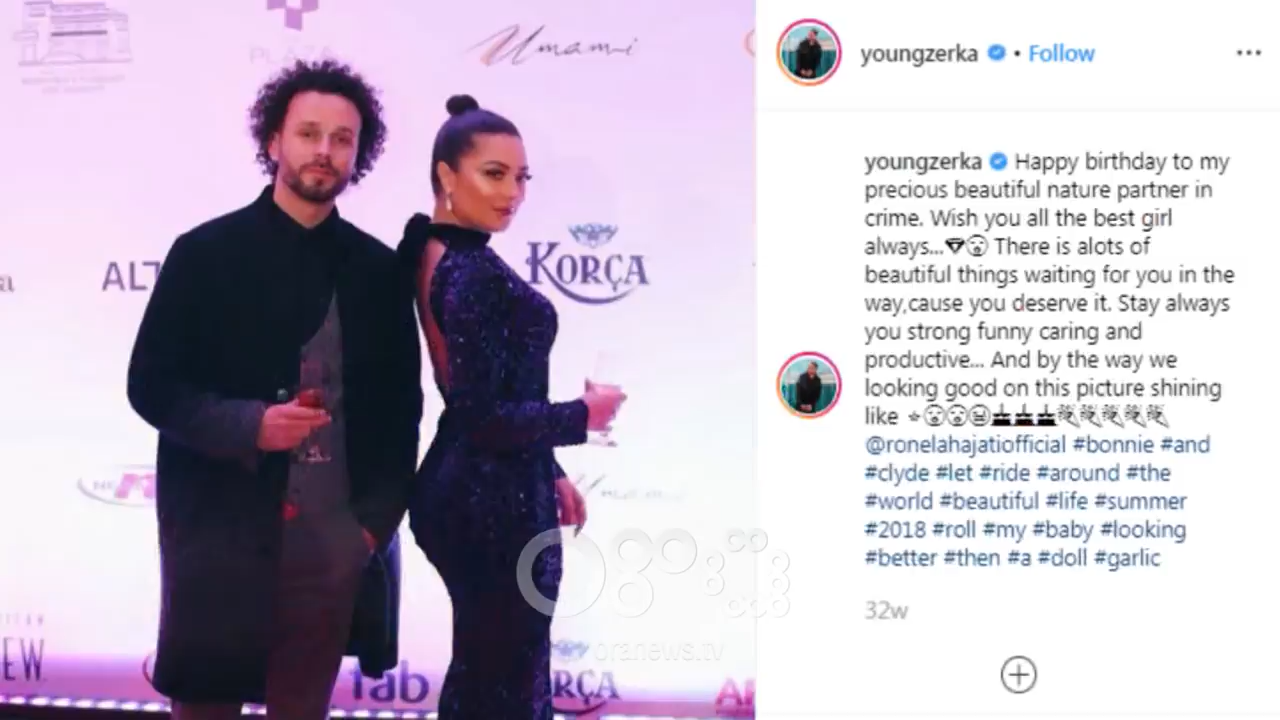 PLAZA
Umami
ALT
KORÇA
EW
fab
RÇA
oranews.tv
youngzerka • Follow
youngzerka Happy birthday to my
precious beautiful nature partner in
crime. Wish you all the best girl
always... There is alots of
beautiful things waiting for you in the
way,cause you deserve it. Stay always
you strong funny caring and
productive... And by the way we
looking good on this picture shining
like
@ronelahajatiofficial #bonnie #and
#clyde #let #ride #around #the
#world #beautiful #life #summer
#2018 #roll #my #baby #looking
#better #then #a #doll #garlic
32w